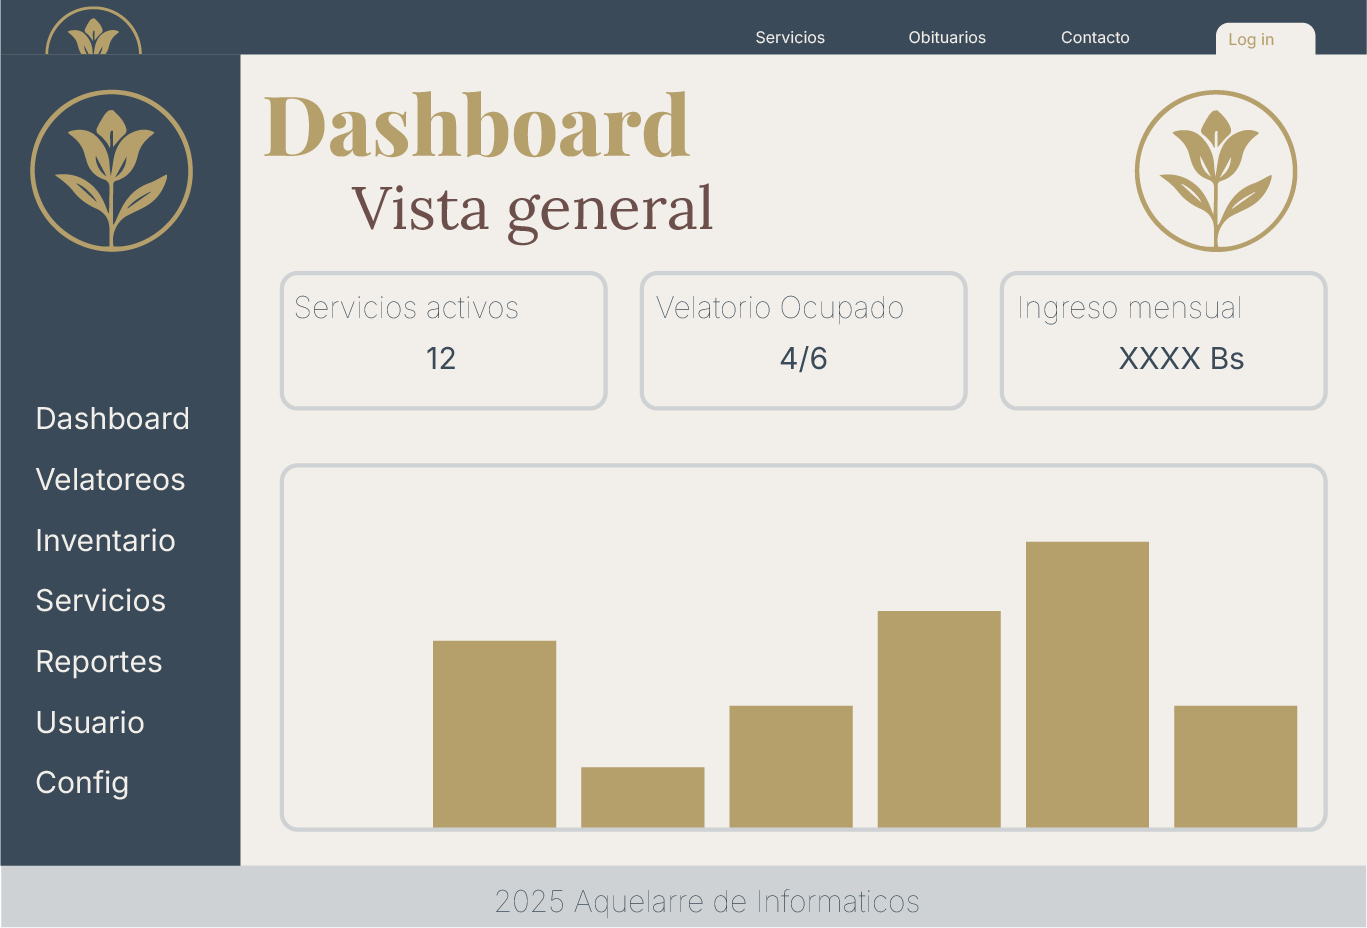 Servicios
Obituarios
Contacto
Log in
Dashboard
Vista general
Servicios activos
12
Velatorio Ocupado
4/6
Ingreso mensual
XXXX Bs
Dashboard
Velatoreos
Inventario
Servicios
Reportes
Usuario
Config
2025 Aquelarre de Informaticos